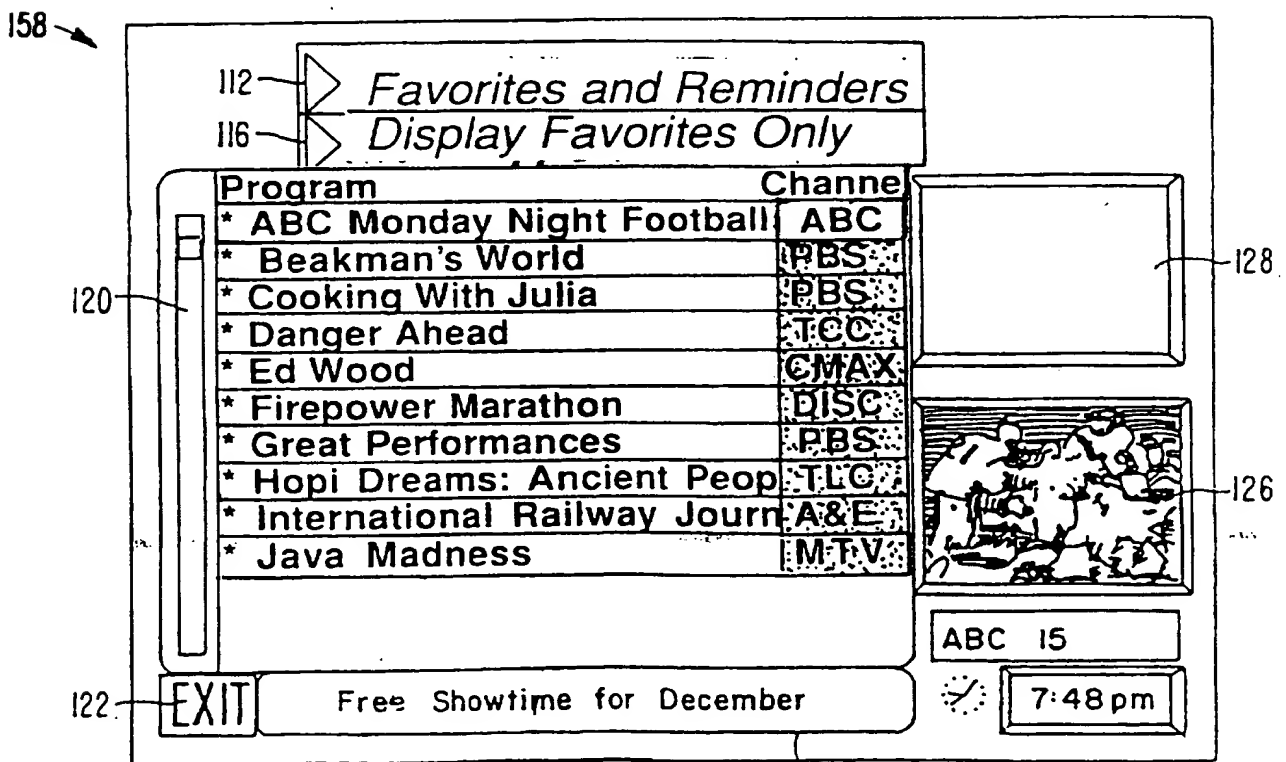 158
112 Favorites and Reminders
116 Display Favorites Only
Program Channe
* ABC Monday Night Football ABC
* Beakman's World PBS
* Cooking With Julia PBS
* Danger Ahead TCC
* Ed Wood CMAX
* Firepower Marathon DISC
* Great Performances PBS
* Hopi Dreams: Ancient Peop TLC
* International Railway Journ A&E
* Java Madness MTV
120
128
126
ABC 15
122 EXIT Free Showtime for December 7:48 pm